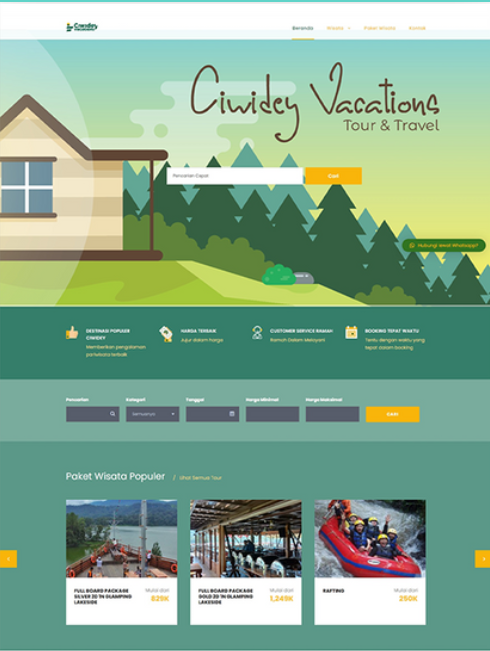 Ciwidey
Beranda
Wisata
Paket Wisata
Kontak
Ciwidey Vacations
Tour & Travel
Pencarian Cepat
Cari
Hubungi lewat Whatsapp?
DESTINASI POPULER
CIWIDEY
Memberikan pengalaman
pariwisata terbaik
HARGA TERBAIK
Jujur dalam harga
CUSTOMER SERVICE RAMAH
Ramah Dalam Melayani
BOOKING TEPAT WAKTU
Tentu dengan waktu yang
tepat dalam booking
Pencarian
Kategori
Tanggal
Harga Minimal
Harga Maksimal
Semuanya
CARI
Paket Wisata Populer / Lihat Semua Tour
FULL BOARD PACKAGE
SILVER 2D 1N GLAMPING
LAKESIDE
Mulai dari
829K
FULL BOARD PACKAGE
GOLD 2D 1N GLAMPING
LAKESIDE
Mulai dari
1,249K
RAFTING
Mulai dari
250K